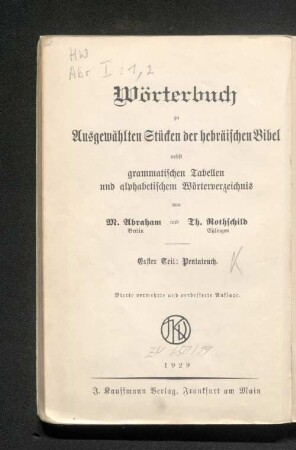 HW
Abr I : 1, 2
Wörterbuch
zu
Ausgewählten Stücken der hebräischen Bibel
nebst
grammatischen Tabellen
und alphabetischem Wörterverzeichnis
von
M. Abraham und Th. Rothschild
Berlin Eßlingen
Erster Teil: Pentateuch.
K
Vierte vermehrte und verbesserte Auflage.
1929
J. Kauffmann Verlag, Frankfurt am Main